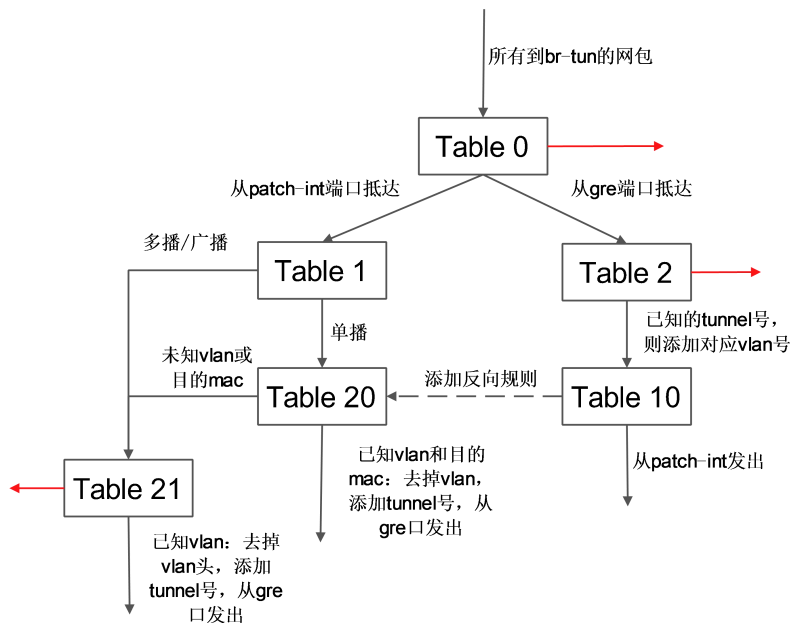 所有到br-tun的网包
Table 0
从patch-int端口抵达
从gre端口抵达
多播/广播
Table 1
Table 2
单播
已知的tunnel号，
则添加对应vlan号
未知vlan或
目的mac
添加反向规则
Table 20
Table 10
已知vlan和目的
mac：去掉vlan，
添加tunnel号，从
gre口发出
从patch-int发出
Table 21
已知vlan：去掉
vlan头，添加
tunnel号，从gre
口发出